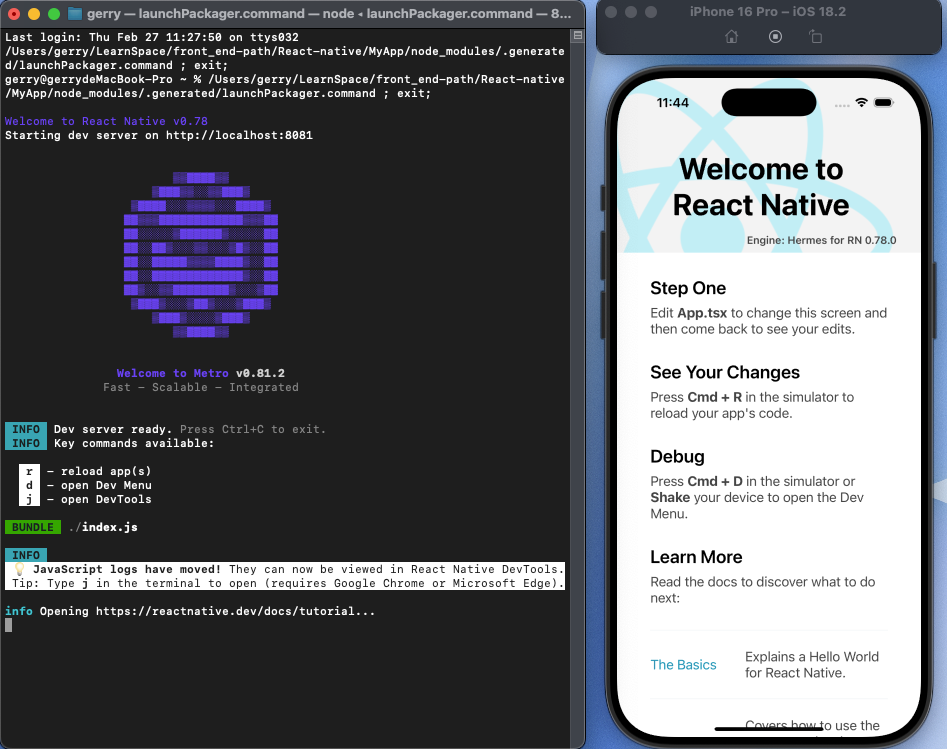 gerry — launchPackager.command — node ◂ launchPackager.command — 8...
Last login: Thu Feb 27 11:27:50 on ttys032
/Users/gerry/LearnSpace/front_end-path/React-native/MyApp/node_modules/.generate
d/launchPackager.command ; exit;
gerry@gerrydeMacBook-Pro ~ % /Users/gerry/LearnSpace/front_end-path/React-native
/MyApp/node_modules/.generated/launchPackager.command ; exit;
Welcome to React Native v0.78
Starting dev server on http://localhost:8081
Welcome to Metro v0.81.2
Fast — Scalable — Integrated
INFO Dev server ready. Press Ctrl+C to exit.
INFO Key commands available:
r — reload app(s)
d — open Dev Menu
j — open DevTools
BUNDLE ./index.js
INFO
💡 JavaScript logs have moved! They can now be viewed in React Native DevTools.
Tip: Type j in the terminal to open (requires Google Chrome or Microsoft Edge).
info Opening https://reactnative.dev/docs/tutorial...
iPhone 16 Pro – iOS 18.2
11:44
Welcome to
React Native
Engine: Hermes for RN 0.78.0
Step One
Edit App.tsx to change this screen and
then come back to see your edits.
See Your Changes
Press Cmd + R in the simulator to
reload your app's code.
Debug
Press Cmd + D in the simulator or
Shake your device to open the Dev
Menu.
Learn More
Read the docs to discover what to do
next:
The Basics
Explains a Hello World
for React Native.
Covers how to use the